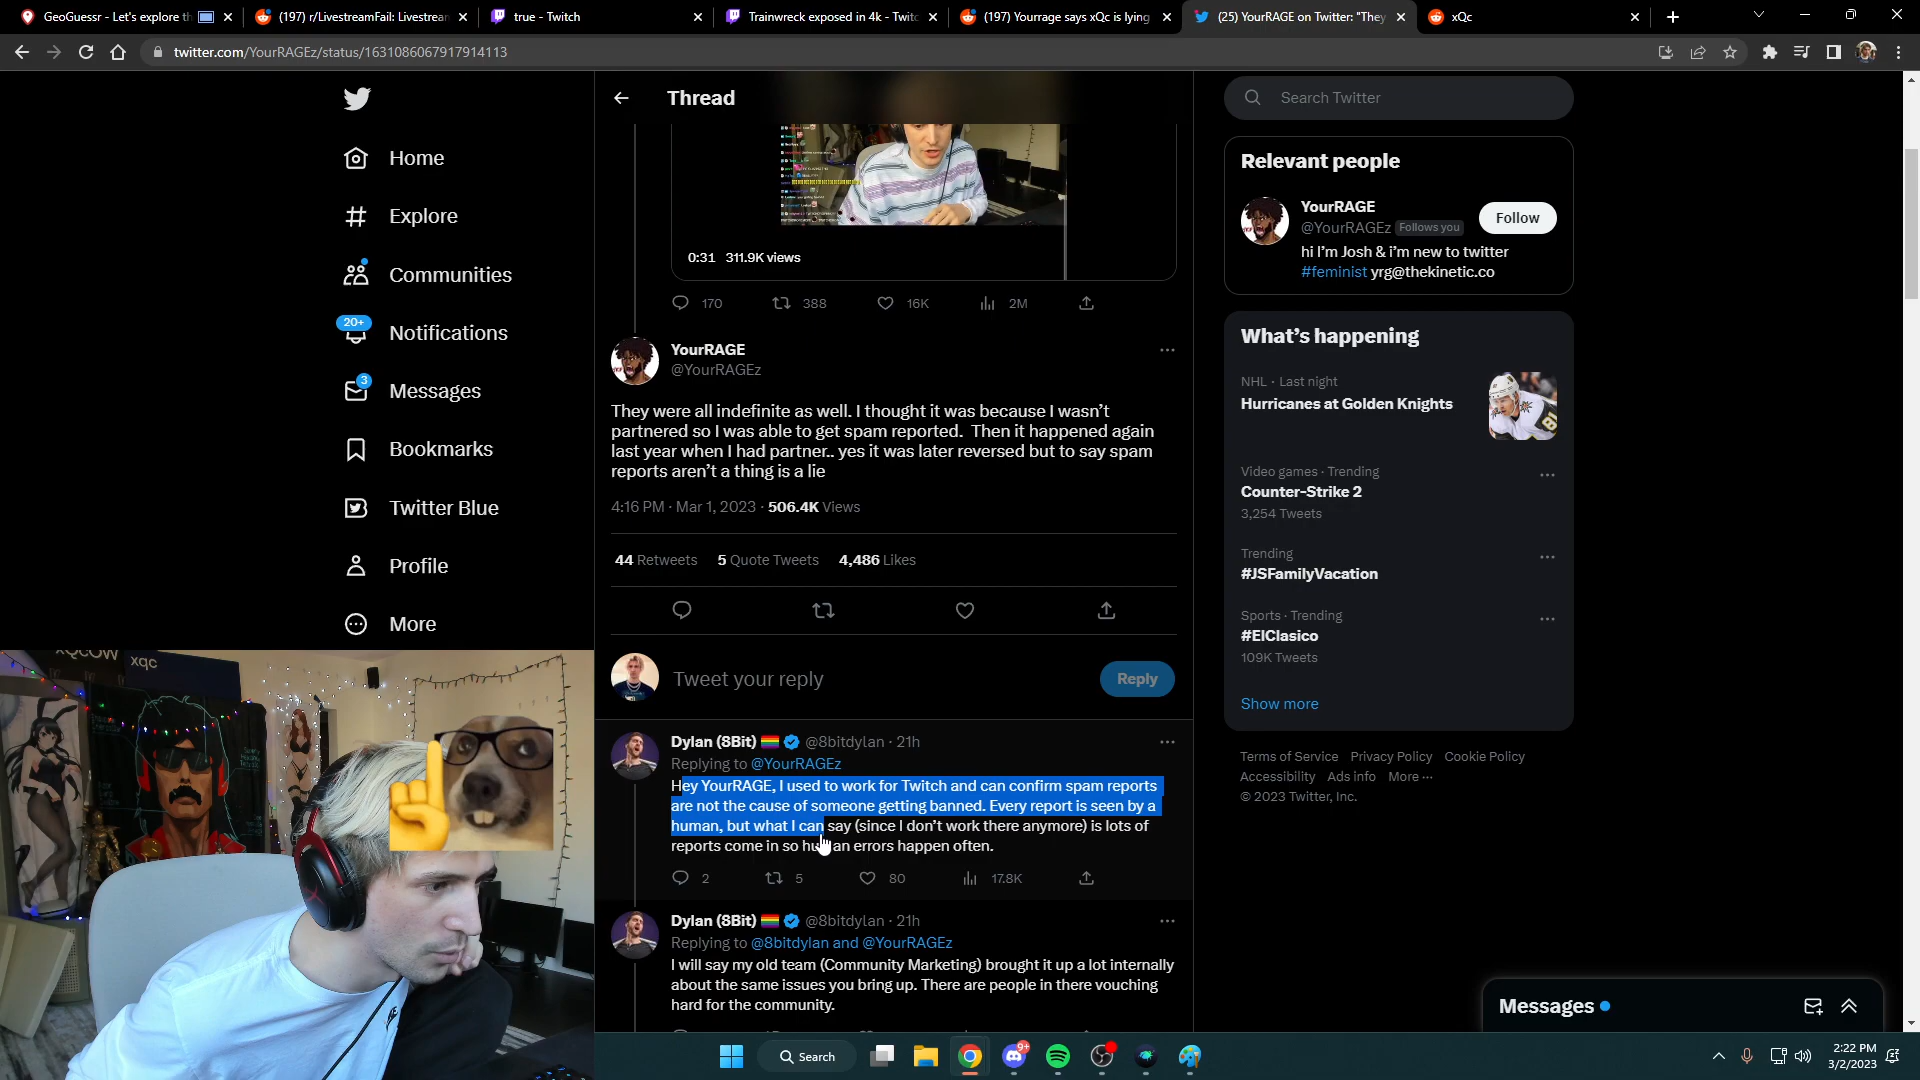 GeoGuessr - Let's explore th
(197) r/LivestreamFail: Livestrear
true - Twitch
Trainwreck exposed in 4k - Twitc
(197) Yourrage says xQc is lying
(25) YourRAGE on Twitter: "They
xQc
twitter.com/YourRAGEz/status/1631086067917914113
Home
Explore
Communities
20+
Notifications
3
Messages
Bookmarks
Twitter Blue
Profile
More
Thread
0:31 311.9K views
170 388 16K 2M
YourRAGE
@YourRAGEz
They were all indefinite as well. I thought it was because I wasn't
partnered so I was able to get spam reported. Then it happened again
last year when I had partner.. yes it was later reversed but to say spam
reports aren't a thing is a lie
4:16 PM · Mar 1, 2023 · 506.4K Views
44 Retweets 5 Quote Tweets 4,486 Likes
Tweet your reply
Reply
Dylan (8Bit) @8bitdylan · 21h
Replying to @YourRAGEz
Hey YourRAGE, I used to work for Twitch and can confirm spam reports
are not the cause of someone getting banned. Every report is seen by a
human, but what I can say (since I don't work there anymore) is lots of
reports come in so human errors happen often.
2 5 80 17.8K
Dylan (8Bit) @8bitdylan · 21h
Replying to @8bitdylan and @YourRAGEz
I will say my old team (Community Marketing) brought it up a lot internally
about the same issues you bring up. There are people in there vouching
hard for the community.
Search Twitter
Relevant people
YourRAGE
@YourRAGEz Follows you
Follow
hi I'm Josh & i'm new to twitter
#feminist yrg@thekinetic.co
What's happening
NHL · Last night
Hurricanes at Golden Knights
Video games · Trending
Counter-Strike 2
3,254 Tweets
Trending
#JSFamilyVacation
Sports · Trending
#ElClasico
109K Tweets
Show more
Terms of Service Privacy Policy Cookie Policy
Accessibility Ads info More ···
© 2023 Twitter, Inc.
Messages
XQCOW
xqc
Search
9+
2:22 PM
3/2/2023